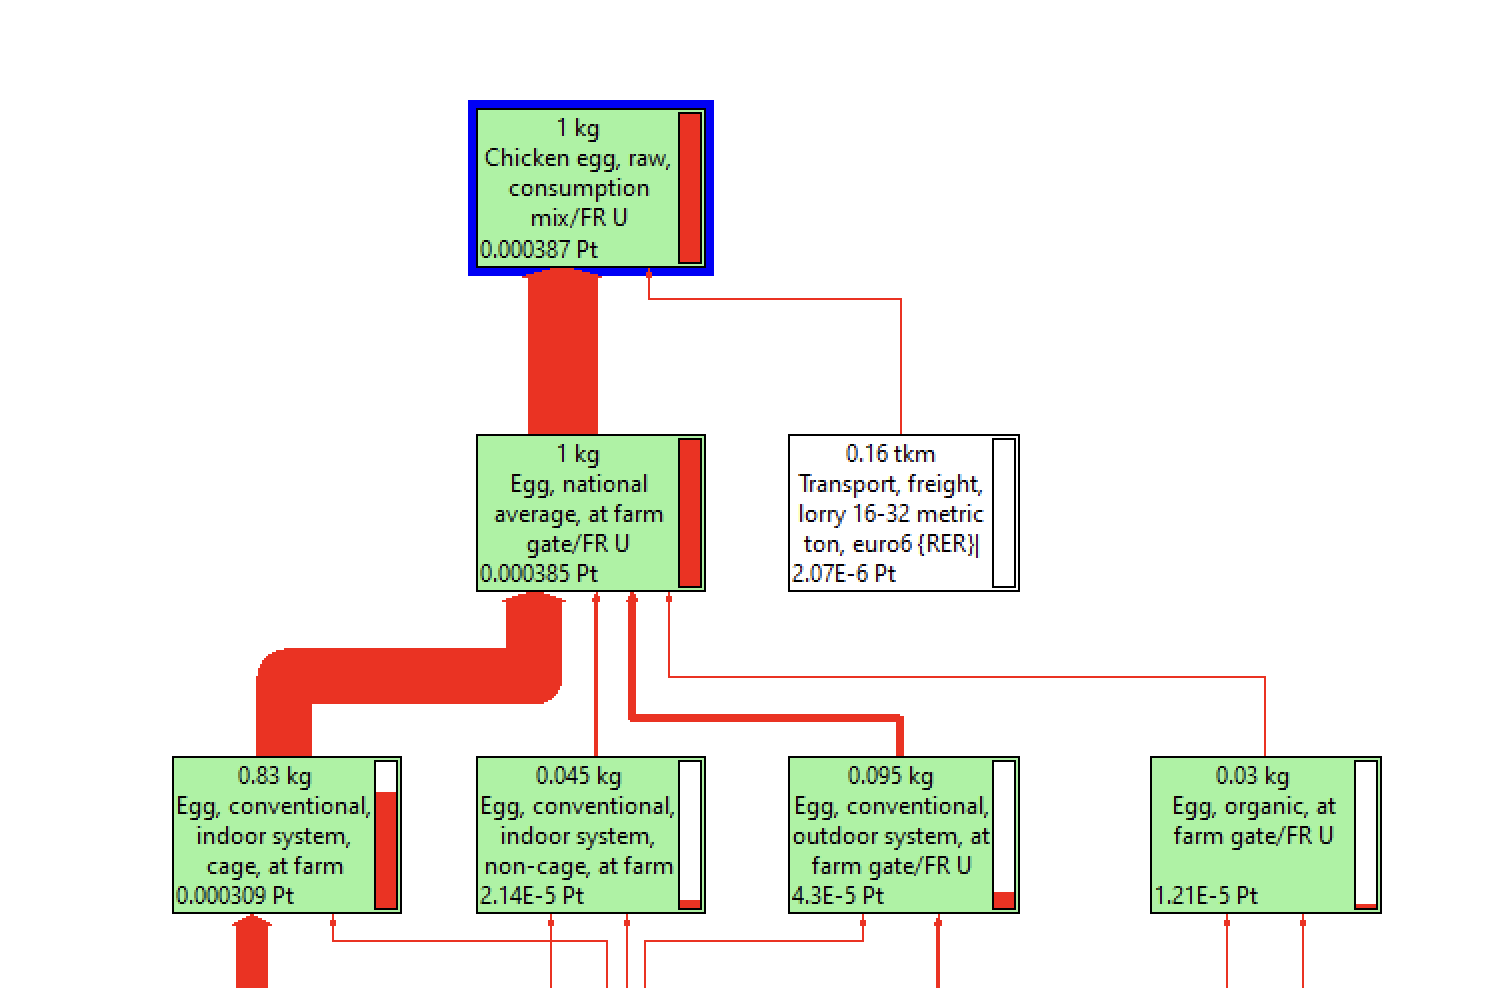 1 kg
Chicken egg, raw,
consumption
mix/FR U
0.000387 Pt
1 kg
Egg, national
average, at farm
gate/FR U
0.000385 Pt
0.16 tkm
Transport, freight,
lorry 16-32 metric
ton, euro6 {RER}|
2.07E-6 Pt
0.83 kg
Egg, conventional,
indoor system,
cage, at farm
0.000309 Pt
0.045 kg
Egg, conventional,
indoor system,
non-cage, at farm
2.14E-5 Pt
0.095 kg
Egg, conventional,
outdoor system, at
farm gate/FR U
4.3E-5 Pt
0.03 kg
Egg, organic, at
farm gate/FR U
1.21E-5 Pt